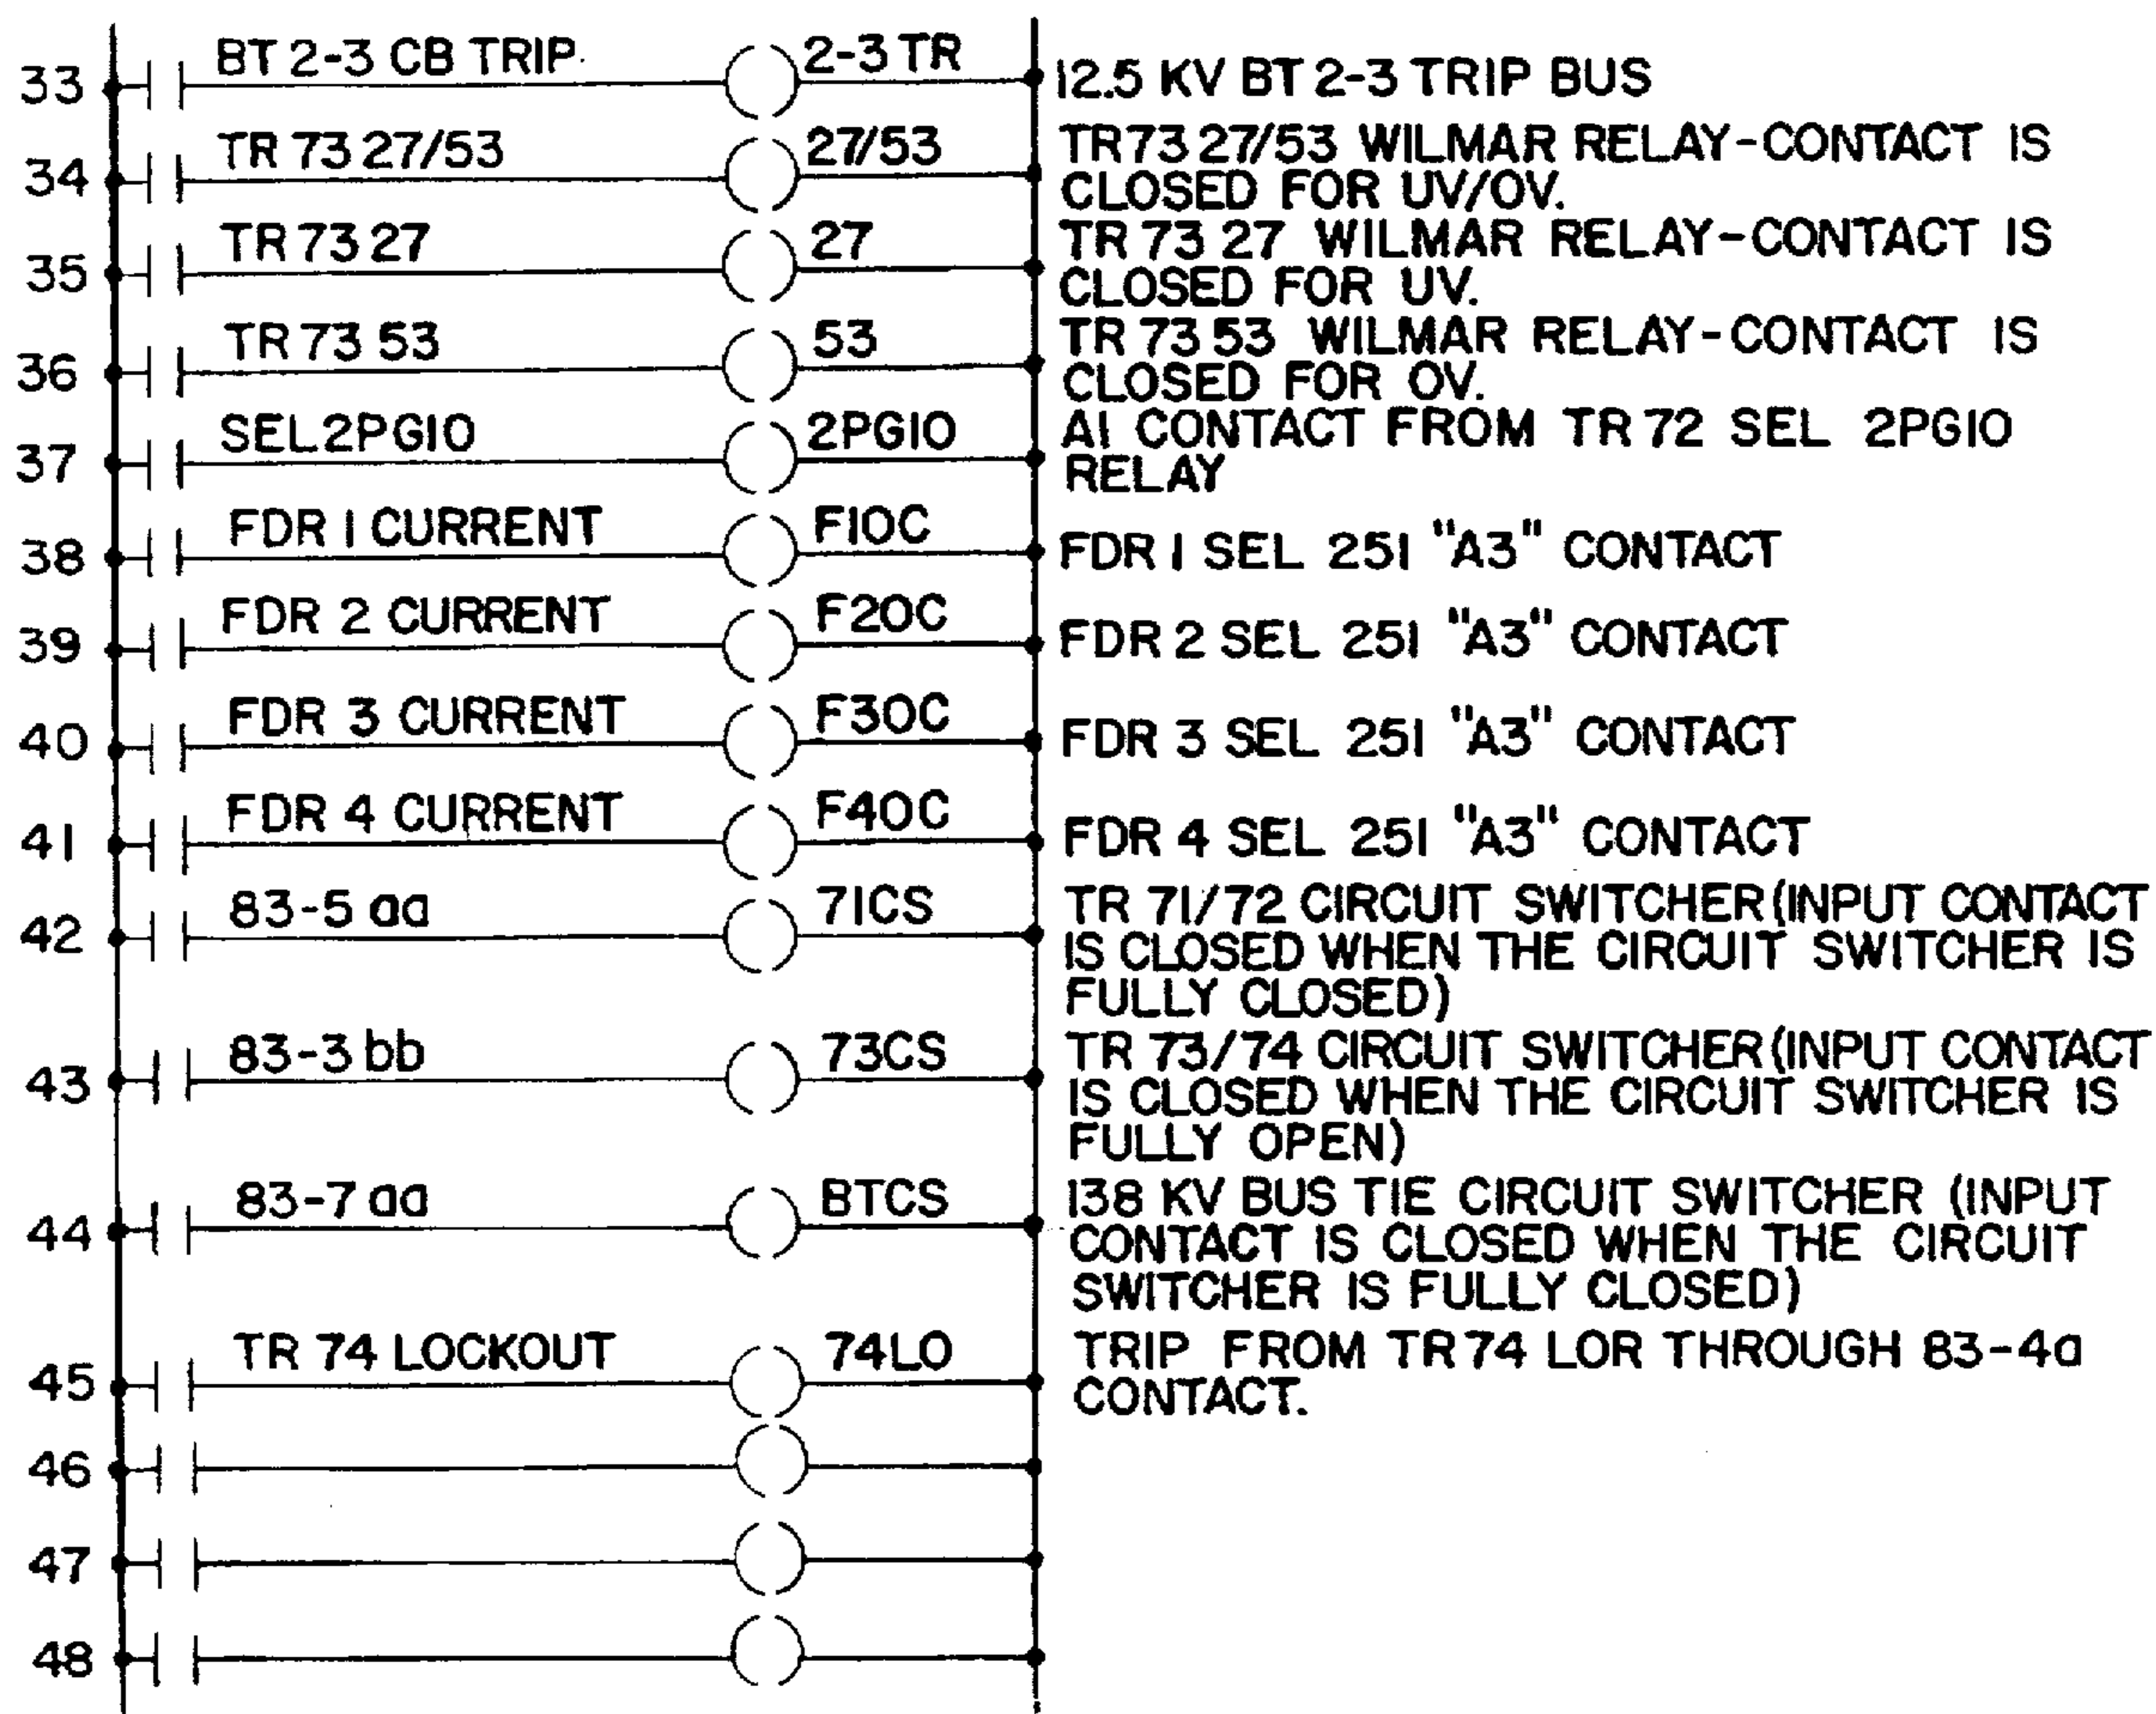 33 BT 2-3 CB TRIP 2-3 TR 12.5 KV BT 2-3 TRIP BUS
34 TR 73 27/53 27/53 TR 73 27/53 WILMAR RELAY-CONTACT IS
CLOSED FOR UV/OV.
35 TR 73 27 27 TR 73 27 WILMAR RELAY-CONTACT IS
CLOSED FOR UV.
36 TR 73 53 53 TR 73 53 WILMAR RELAY-CONTACT IS
CLOSED FOR OV.
37 SEL2PG10 2PG10 A1 CONTACT FROM TR 72 SEL 2PG10
RELAY
38 FDR 1 CURRENT F1OC FDR 1 SEL 251 "A3" CONTACT
39 FDR 2 CURRENT F2OC FDR 2 SEL 251 "A3" CONTACT
40 FDR 3 CURRENT F3OC FDR 3 SEL 251 "A3" CONTACT
41 FDR 4 CURRENT F4OC FDR 4 SEL 251 "A3" CONTACT
42 83-5 aa 71CS TR 71/72 CIRCUIT SWITCHER (INPUT CONTACT
IS CLOSED WHEN THE CIRCUIT SWITCHER IS
FULLY CLOSED)
43 83-3 bb 73CS TR 73/74 CIRCUIT SWITCHER (INPUT CONTACT
IS CLOSED WHEN THE CIRCUIT SWITCHER IS
FULLY OPEN)
44 83-7 aa BTCS 138 KV BUS TIE CIRCUIT SWITCHER (INPUT
CONTACT IS CLOSED WHEN THE CIRCUIT
SWITCHER IS FULLY CLOSED)
45 TR 74 LOCKOUT 74LO TRIP FROM TR 74 LOR THROUGH 83-4a
CONTACT.
46
47
48